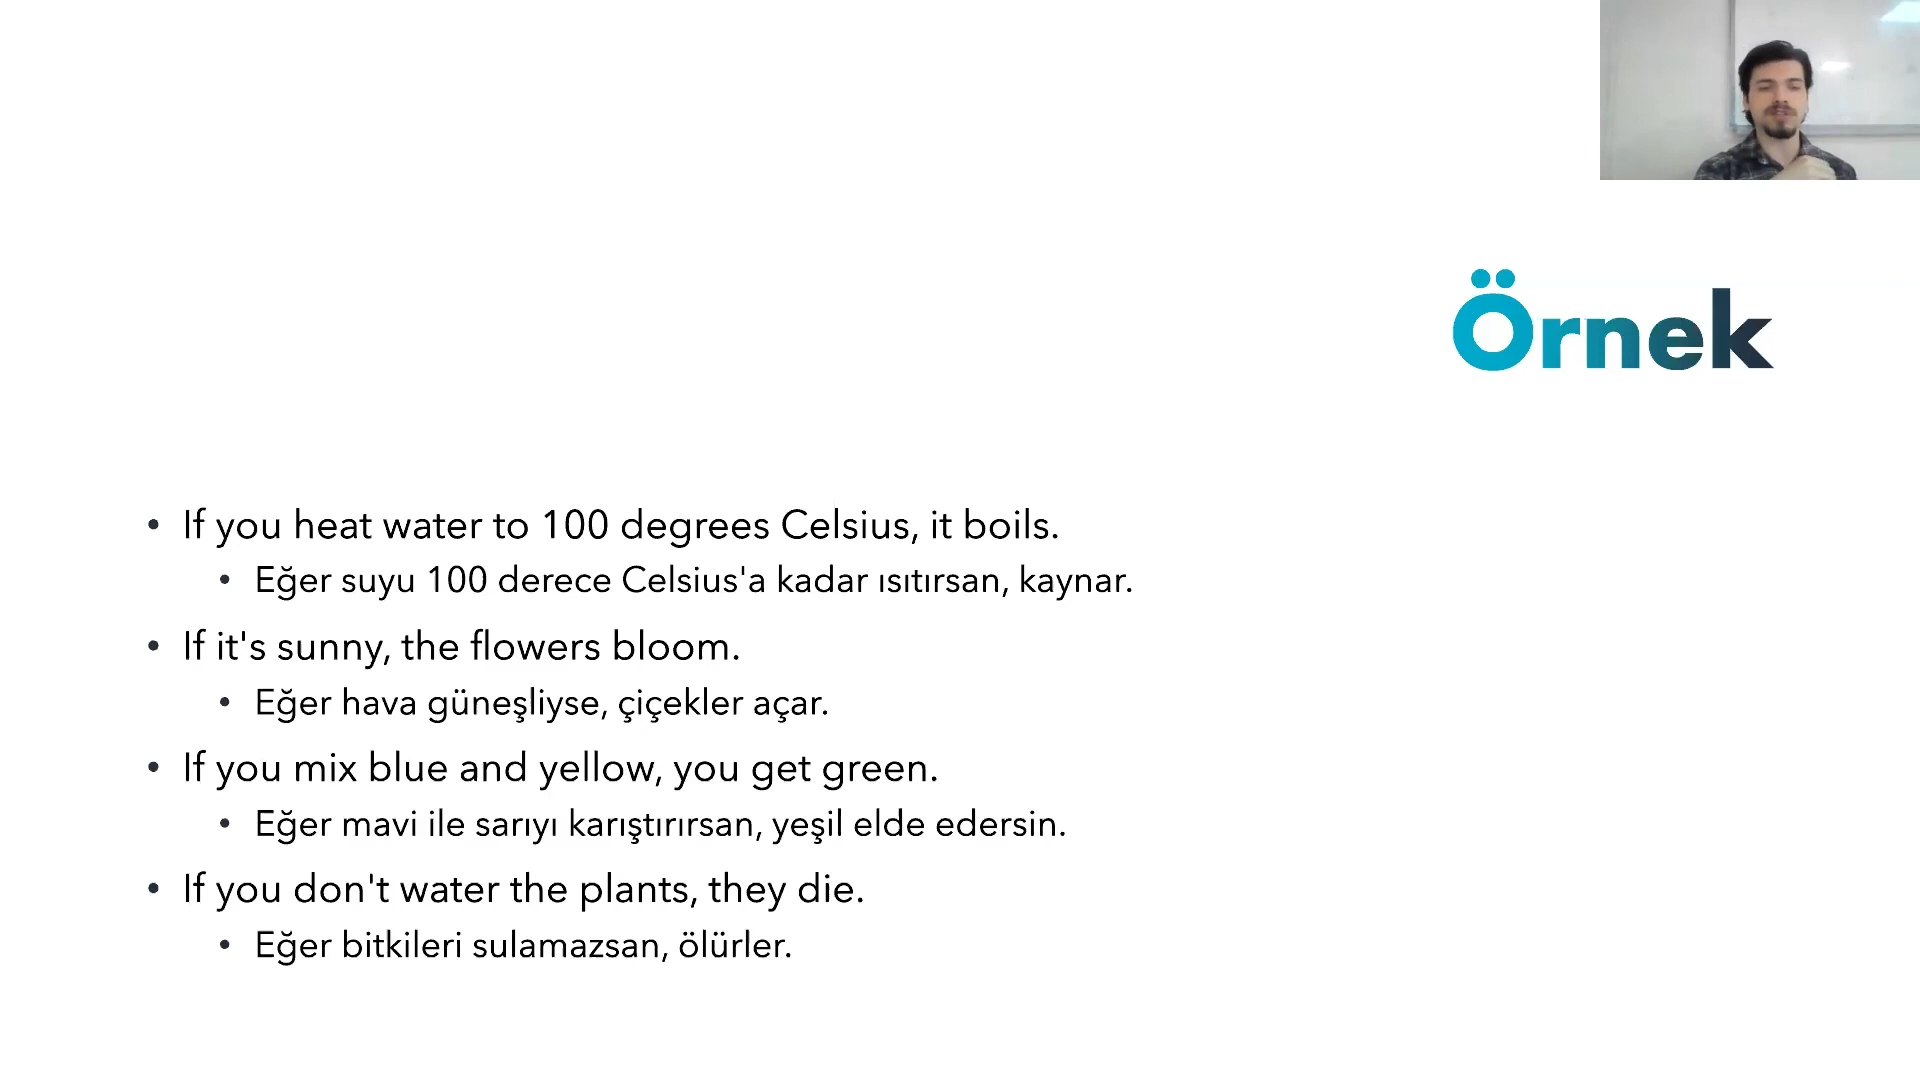 Örnek
• If you heat water to 100 degrees Celsius, it boils.
• Eğer suyu 100 derece Celsius'a kadar ısıtırsan, kaynar.
• If it's sunny, the flowers bloom.
• Eğer hava güneşliyse, çiçekler açar.
• If you mix blue and yellow, you get green.
• Eğer mavi ile sarıyı karıştırırsan, yeşil elde edersin.
• If you don't water the plants, they die.
• Eğer bitkileri sulamazsan, ölürler.